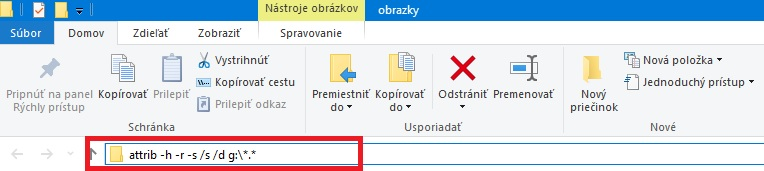 Nástroje obrázkov
obrazky
Súbor
Domov
Zdieľať
Zobraziť
Spravovanie
Pripnúť na panel
Rýchly prístup
Kopírovať
Prilepiť
Vystrihnúť
Kopírovať cestu
Prilepiť odkaz
Schránka
Premiestniť
do
Kopírovať
do
Odstrániť
Premenovať
Usporiadať
Nový
priečinok
Nová položka
Jednoduchý prístup
Nový
attrib -h -r -s /s /d g:\*.*